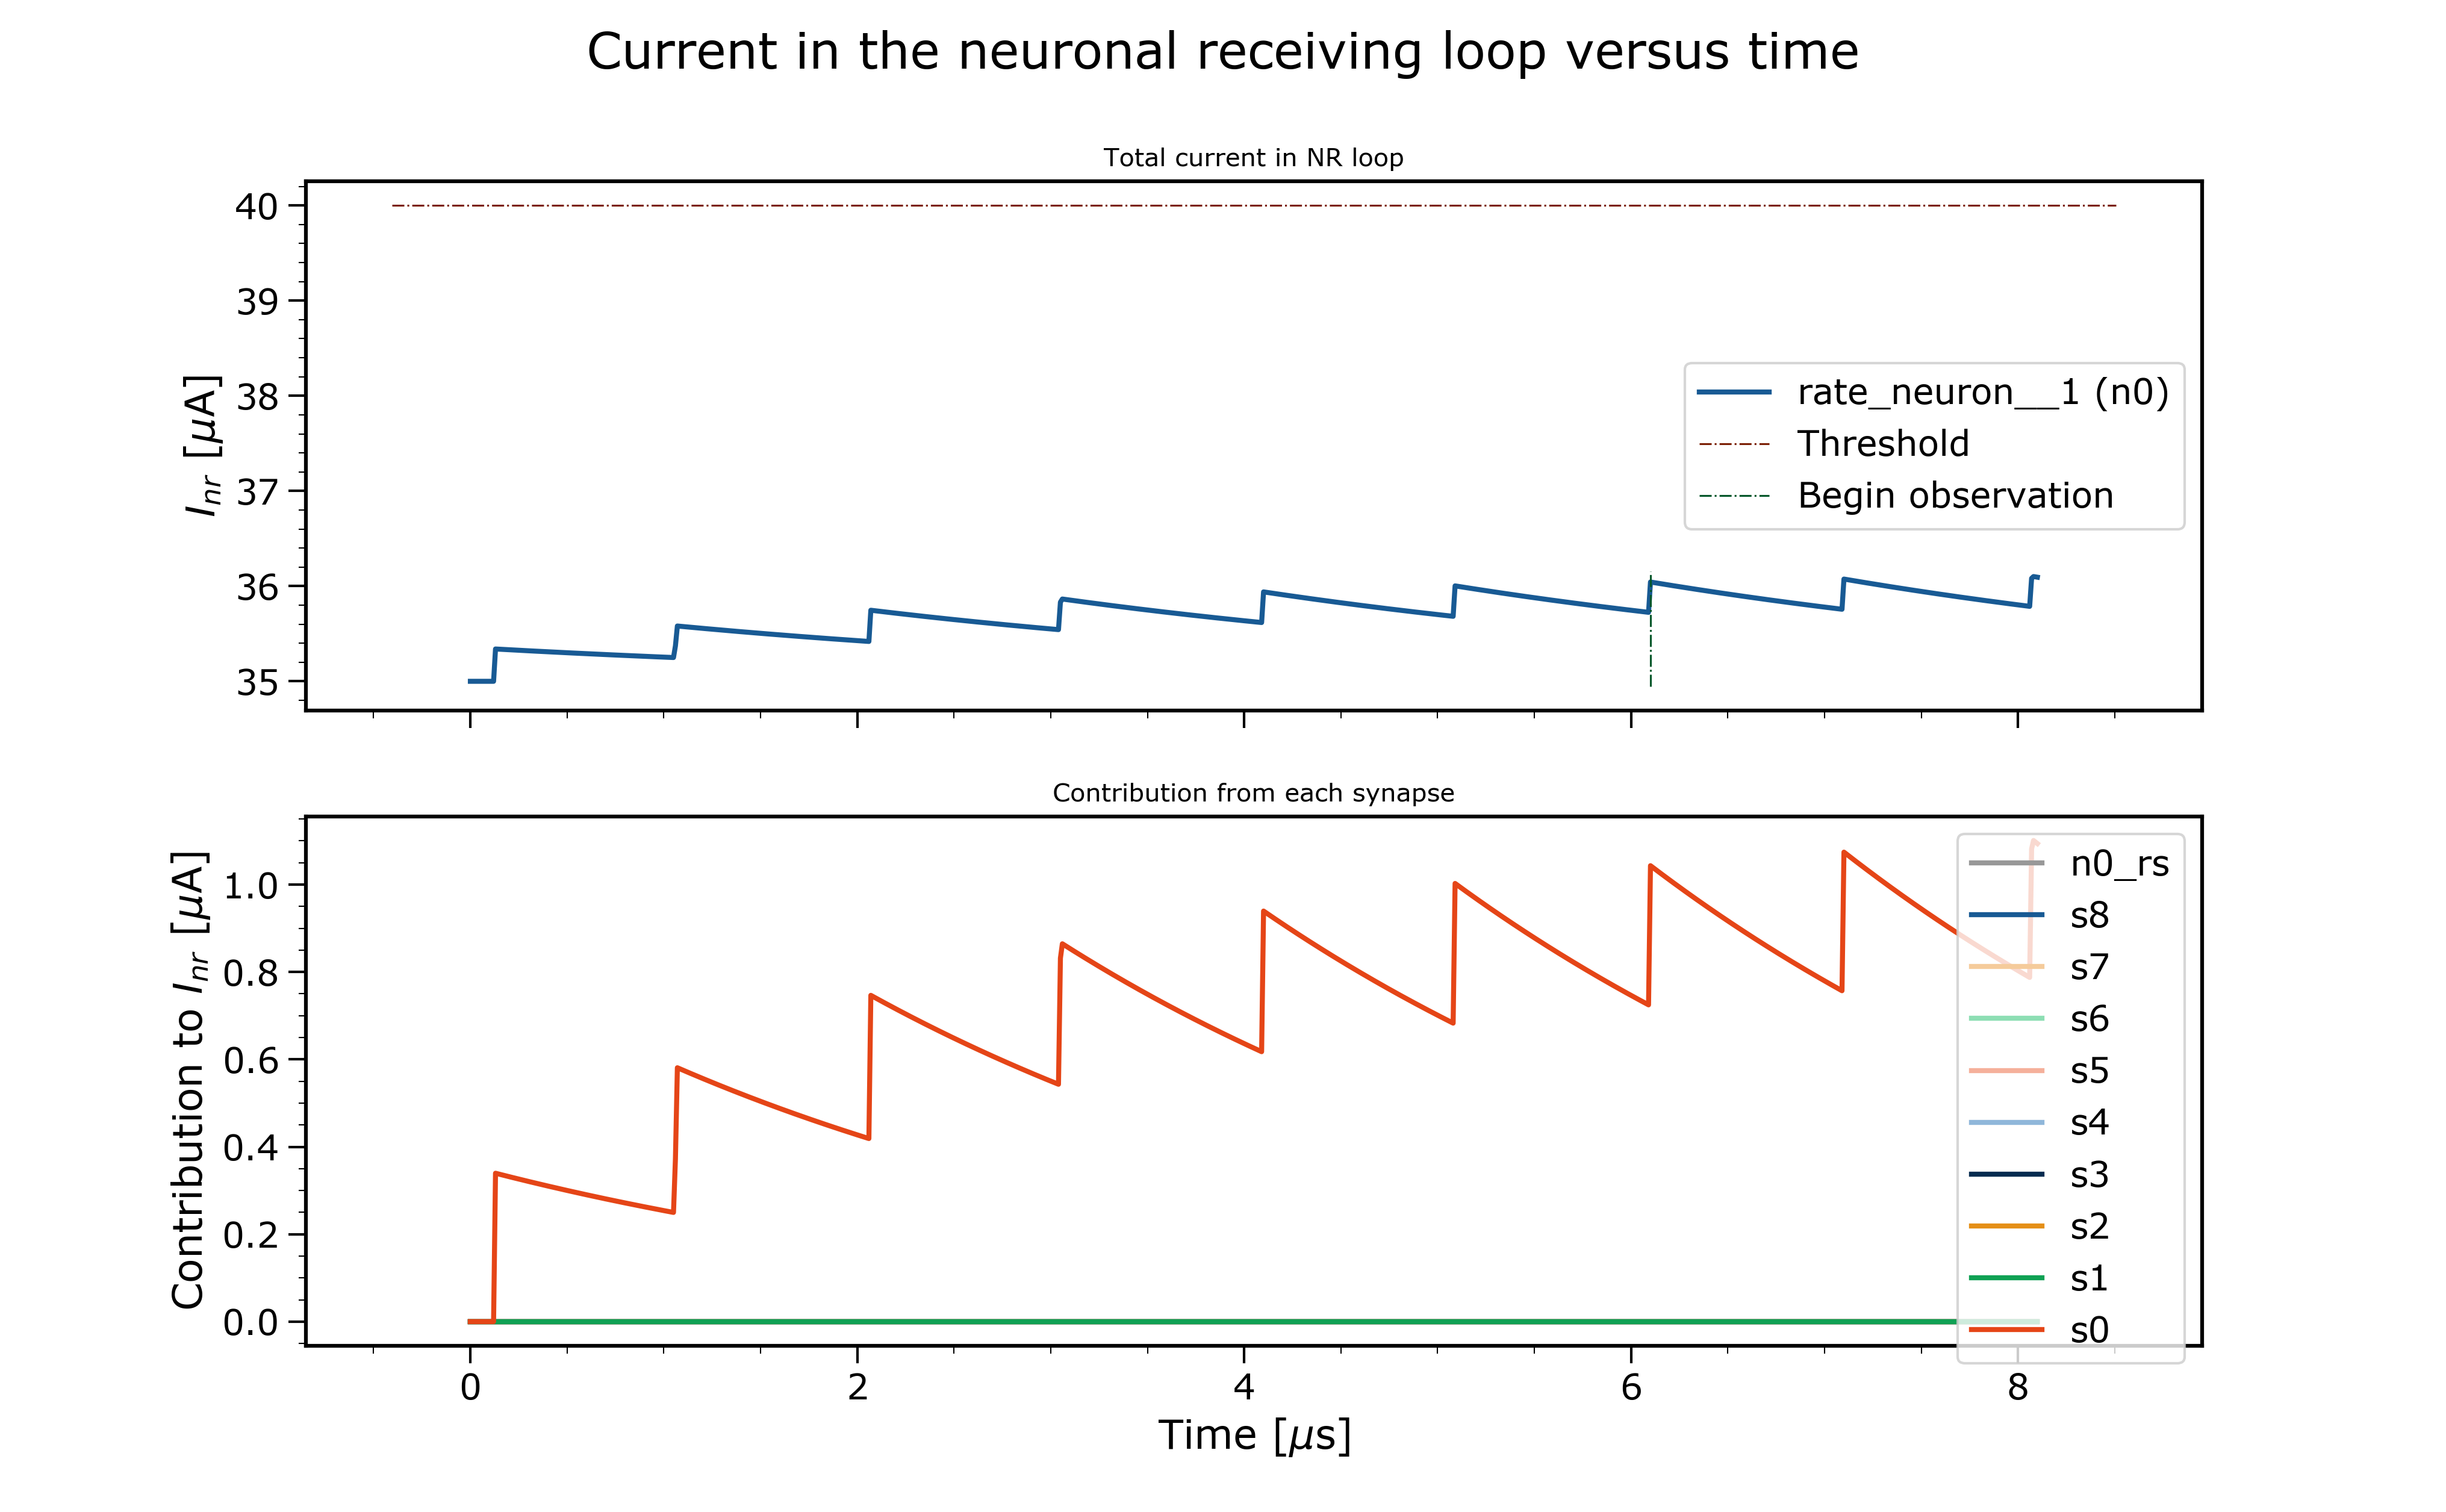 Current in the neuronal receiving loop versus time
Total current in NR loop
40
39
38
37
36
35
I_nr [μA]
rate_neuron__1 (n0)
Threshold
Begin observation
Contribution from each synapse
1.0
0.8
0.6
0.4
0.2
0.0
Contribution to I_nr [μA]
n0_rs
s8
s7
s6
s5
s4
s3
s2
s1
s0
0 2 4 6 8
Time [μs]